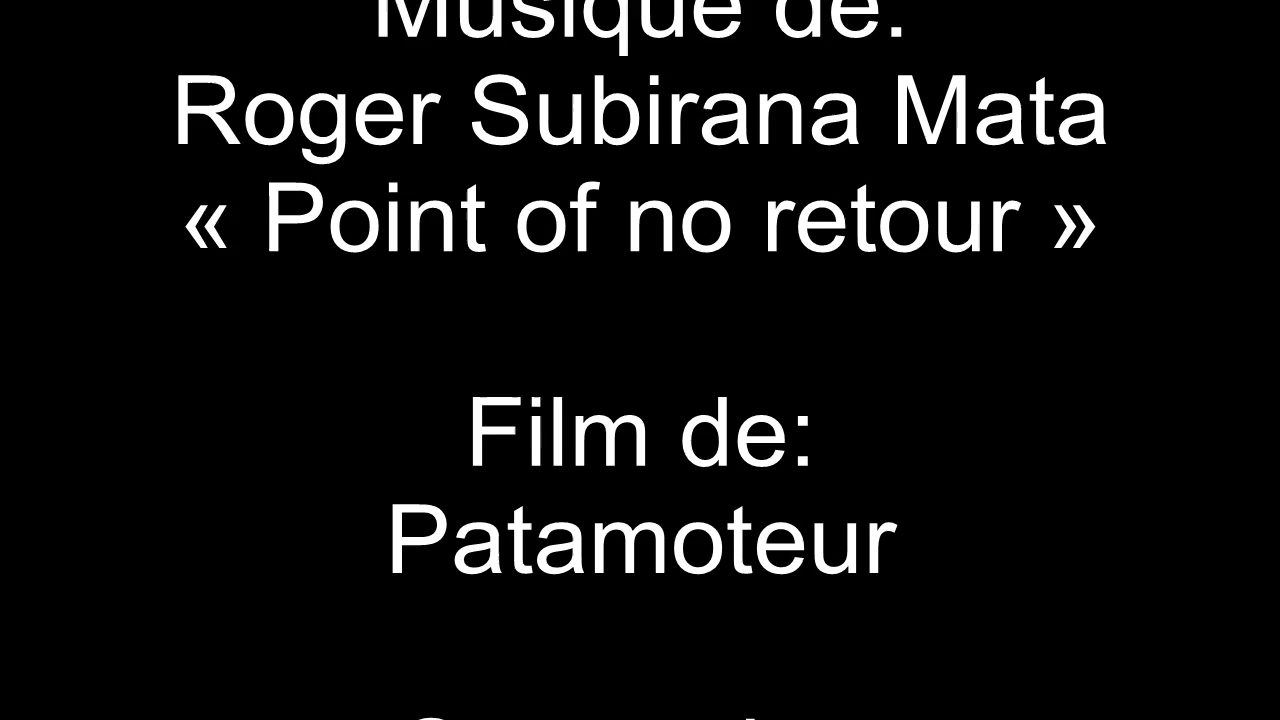 Musique de:
Roger Subirana Mata
« Point of no retour »
Film de:
Patamoteur